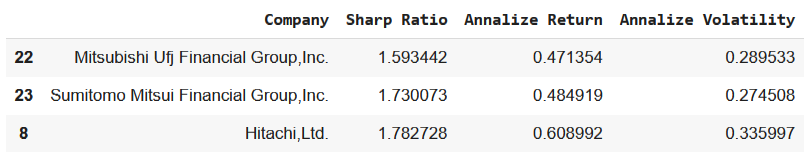 Company Sharp Ratio Annalize Return Annalize Volatility
22 Mitsubishi Ufj Financial Group,Inc. 1.593442 0.471354 0.289533
23 Sumitomo Mitsui Financial Group,Inc. 1.730073 0.484919 0.274508
8 Hitachi,Ltd. 1.782728 0.608992 0.335997